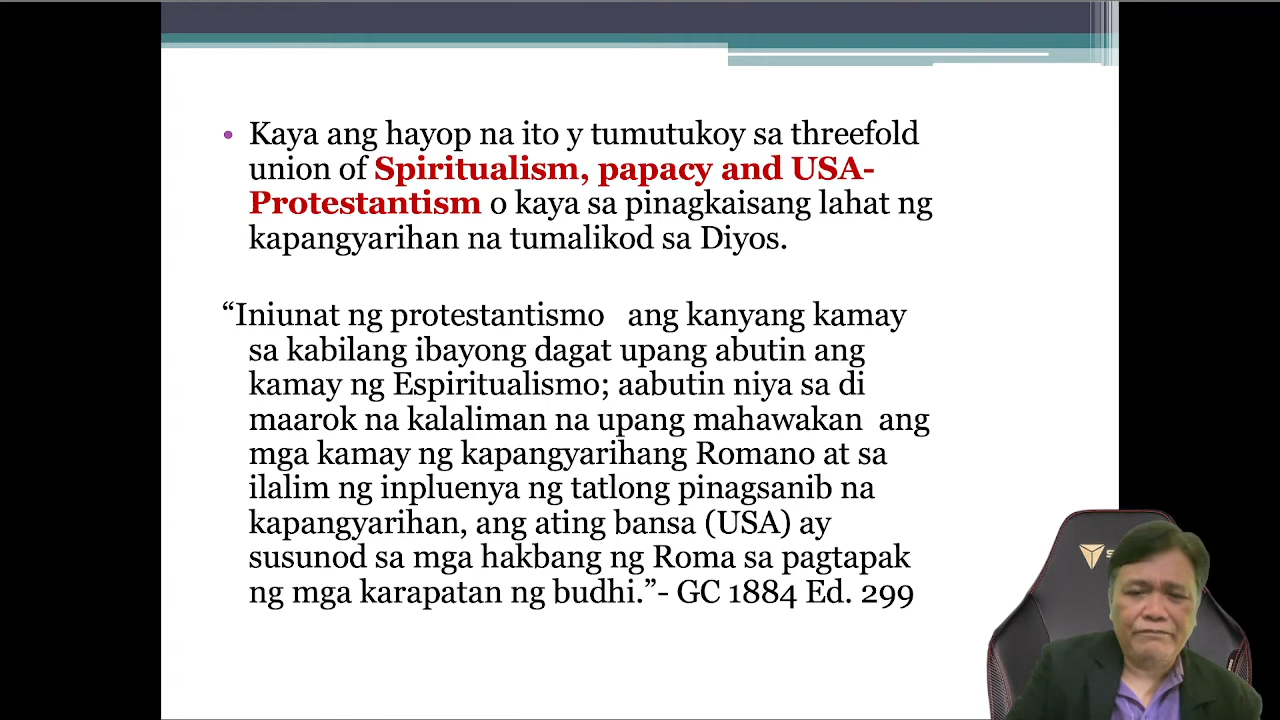 • Kaya ang hayop na ito y tumutukoy sa threefold
union of Spiritualism, papacy and USA-
Protestantism o kaya sa pinagkaisang lahat ng
kapangyarihan na tumalikod sa Diyos.
“Iniunat ng protestantismo ang kanyang kamay
sa kabilang ibayong dagat upang abutin ang
kamay ng Espiritualismo; aabutin niya sa di
maarok na kalaliman na upang mahawakan ang
mga kamay ng kapangyarihang Romano at sa
ilalim ng inpluenya ng tatlong pinagsanib na
kapangyarihan, ang ating bansa (USA) ay
susunod sa mga hakbang ng Roma sa pagtapak
ng mga karapatan ng budhi.”- GC 1884 Ed. 299